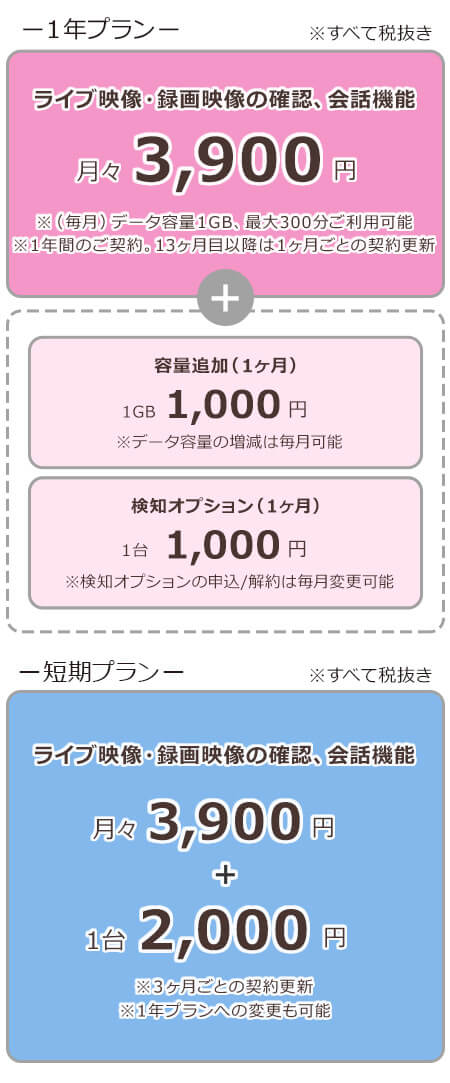 ー1年プランー ※すべて税抜き
ライブ映像・録画映像の確認、会話機能
月々 3,900 円
※（毎月）データ容量1GB、最大300分ご利用可能
※1年間のご契約。13ヶ月目以降は1ヶ月ごとの契約更新
+
容量追加（1ヶ月）
1GB 1,000 円
※データ容量の増減は毎月可能
検知オプション（1ヶ月）
1台 1,000 円
※検知オプションの申込/解約は毎月変更可能
ー短期プランー ※すべて税抜き
ライブ映像・録画映像の確認、会話機能
月々 3,900 円
+
1台 2,000 円
※3ヶ月ごとの契約更新
※1年プランへの変更も可能